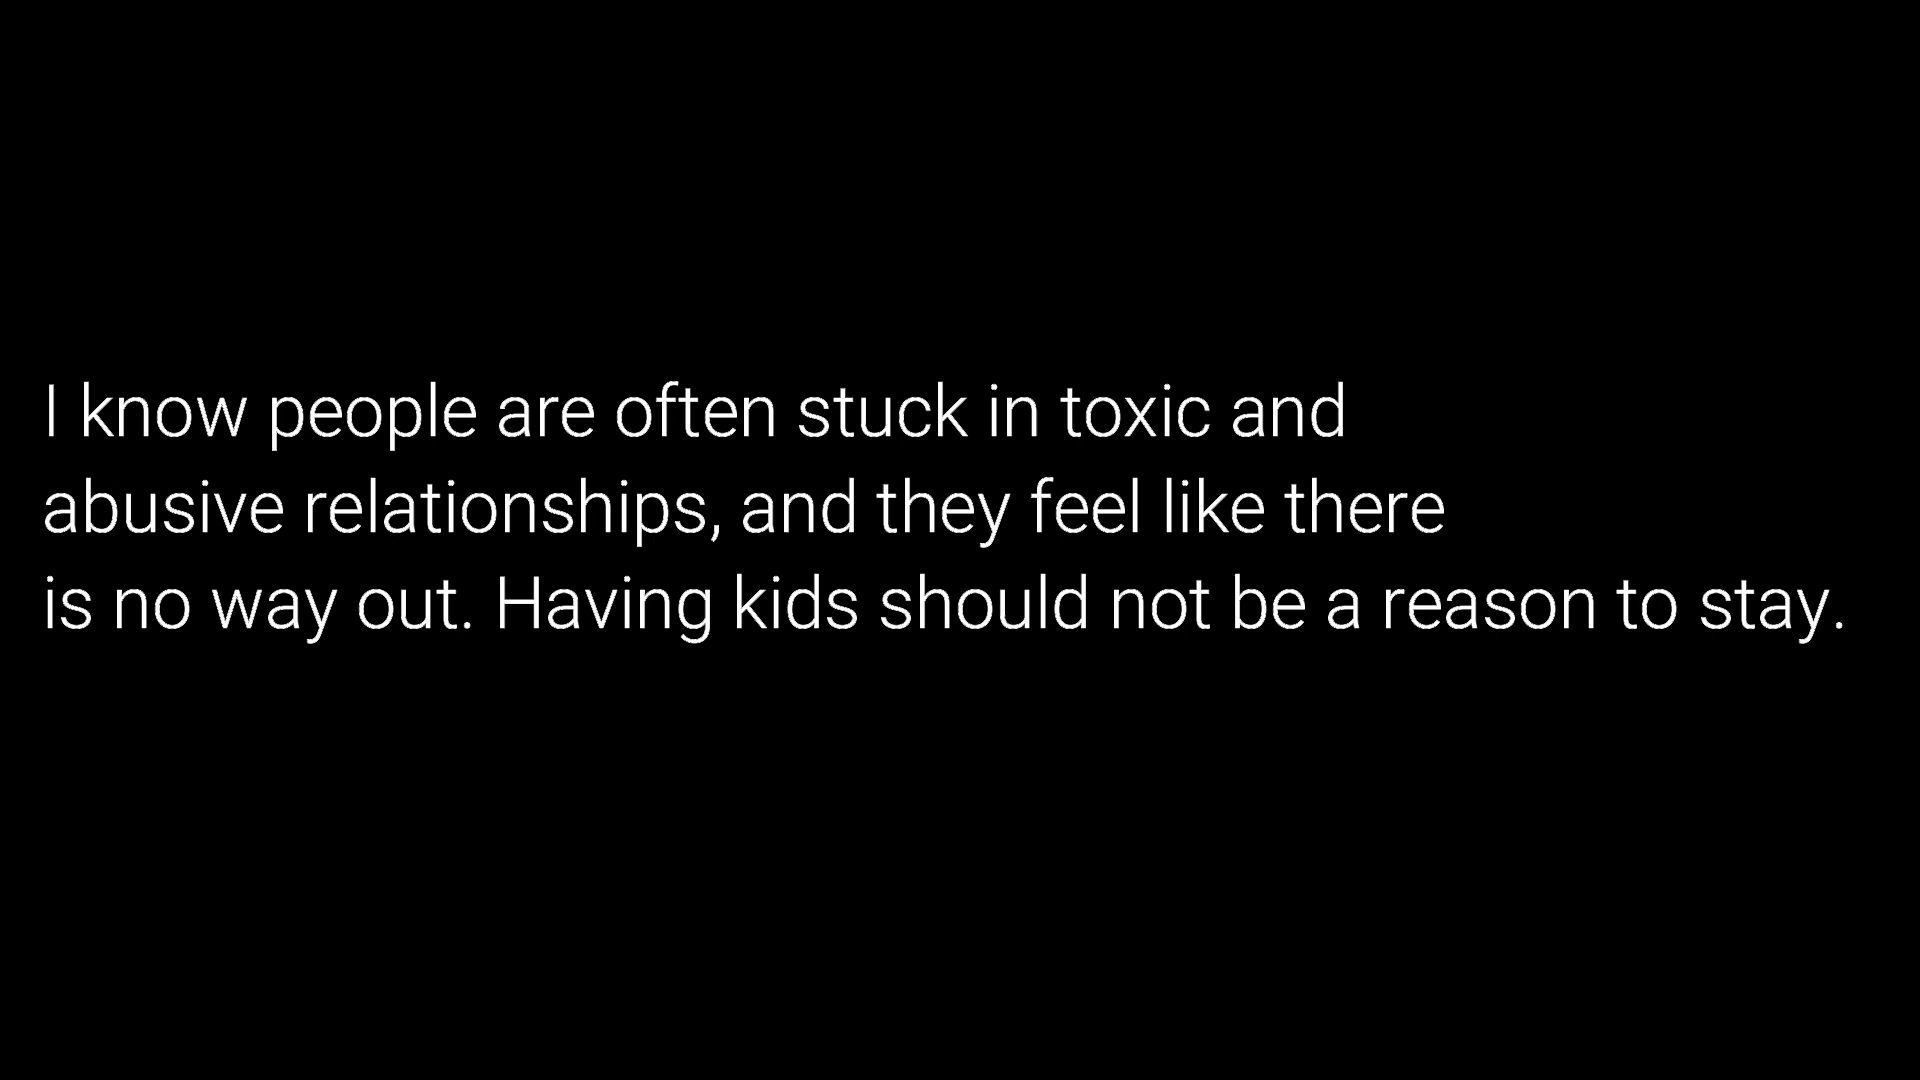 I know people are often stuck in toxic and
abusive relationships, and they feel like there
is no way out. Having kids should not be a reason to stay.